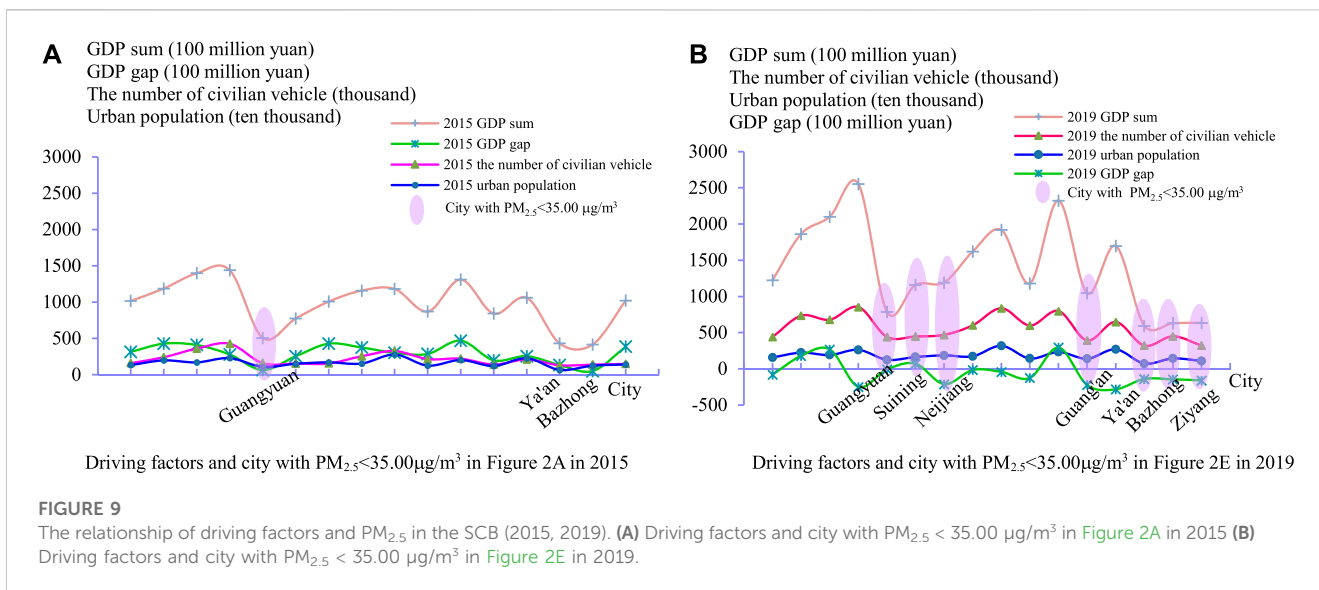 A
GDP sum (100 million yuan)
GDP gap (100 million yuan)
The number of civilian vehicle (thousand)
Urban population (ten thousand)
2015 GDP sum
2015 GDP gap
2015 the number of civilian vehicle
2015 urban population
City with PM2.5<35.00 μg/m³
3000
2500
2000
1500
1000
500
0
Guangyuan
Ya'an
Bazhong
City
Driving factors and city with PM2.5<35.00μg/m³ in Figure 2A in 2015
B
GDP sum (100 million yuan)
The number of civilian vehicle (thousand)
Urban population (ten thousand)
GDP gap (100 million yuan)
2019 GDP sum
2019 the number of civilian vehicle
2019 urban population
2019 GDP gap
City with PM2.5<35.00 μg/m³
3000
2500
2000
1500
1000
500
0
-500
Guangyuan
Suining
Neijiang
Guang'an
Ya'an
Bazhong
Ziyang
City
Driving factors and city with PM2.5<35.00μg/m³ in Figure 2E in 2019
FIGURE 9
The relationship of driving factors and PM2.5 in the SCB (2015, 2019). (A) Driving factors and city with PM2.5 < 35.00 μg/m³ in Figure 2A in 2015 (B)
Driving factors and city with PM2.5 < 35.00 μg/m³ in Figure 2E in 2019.